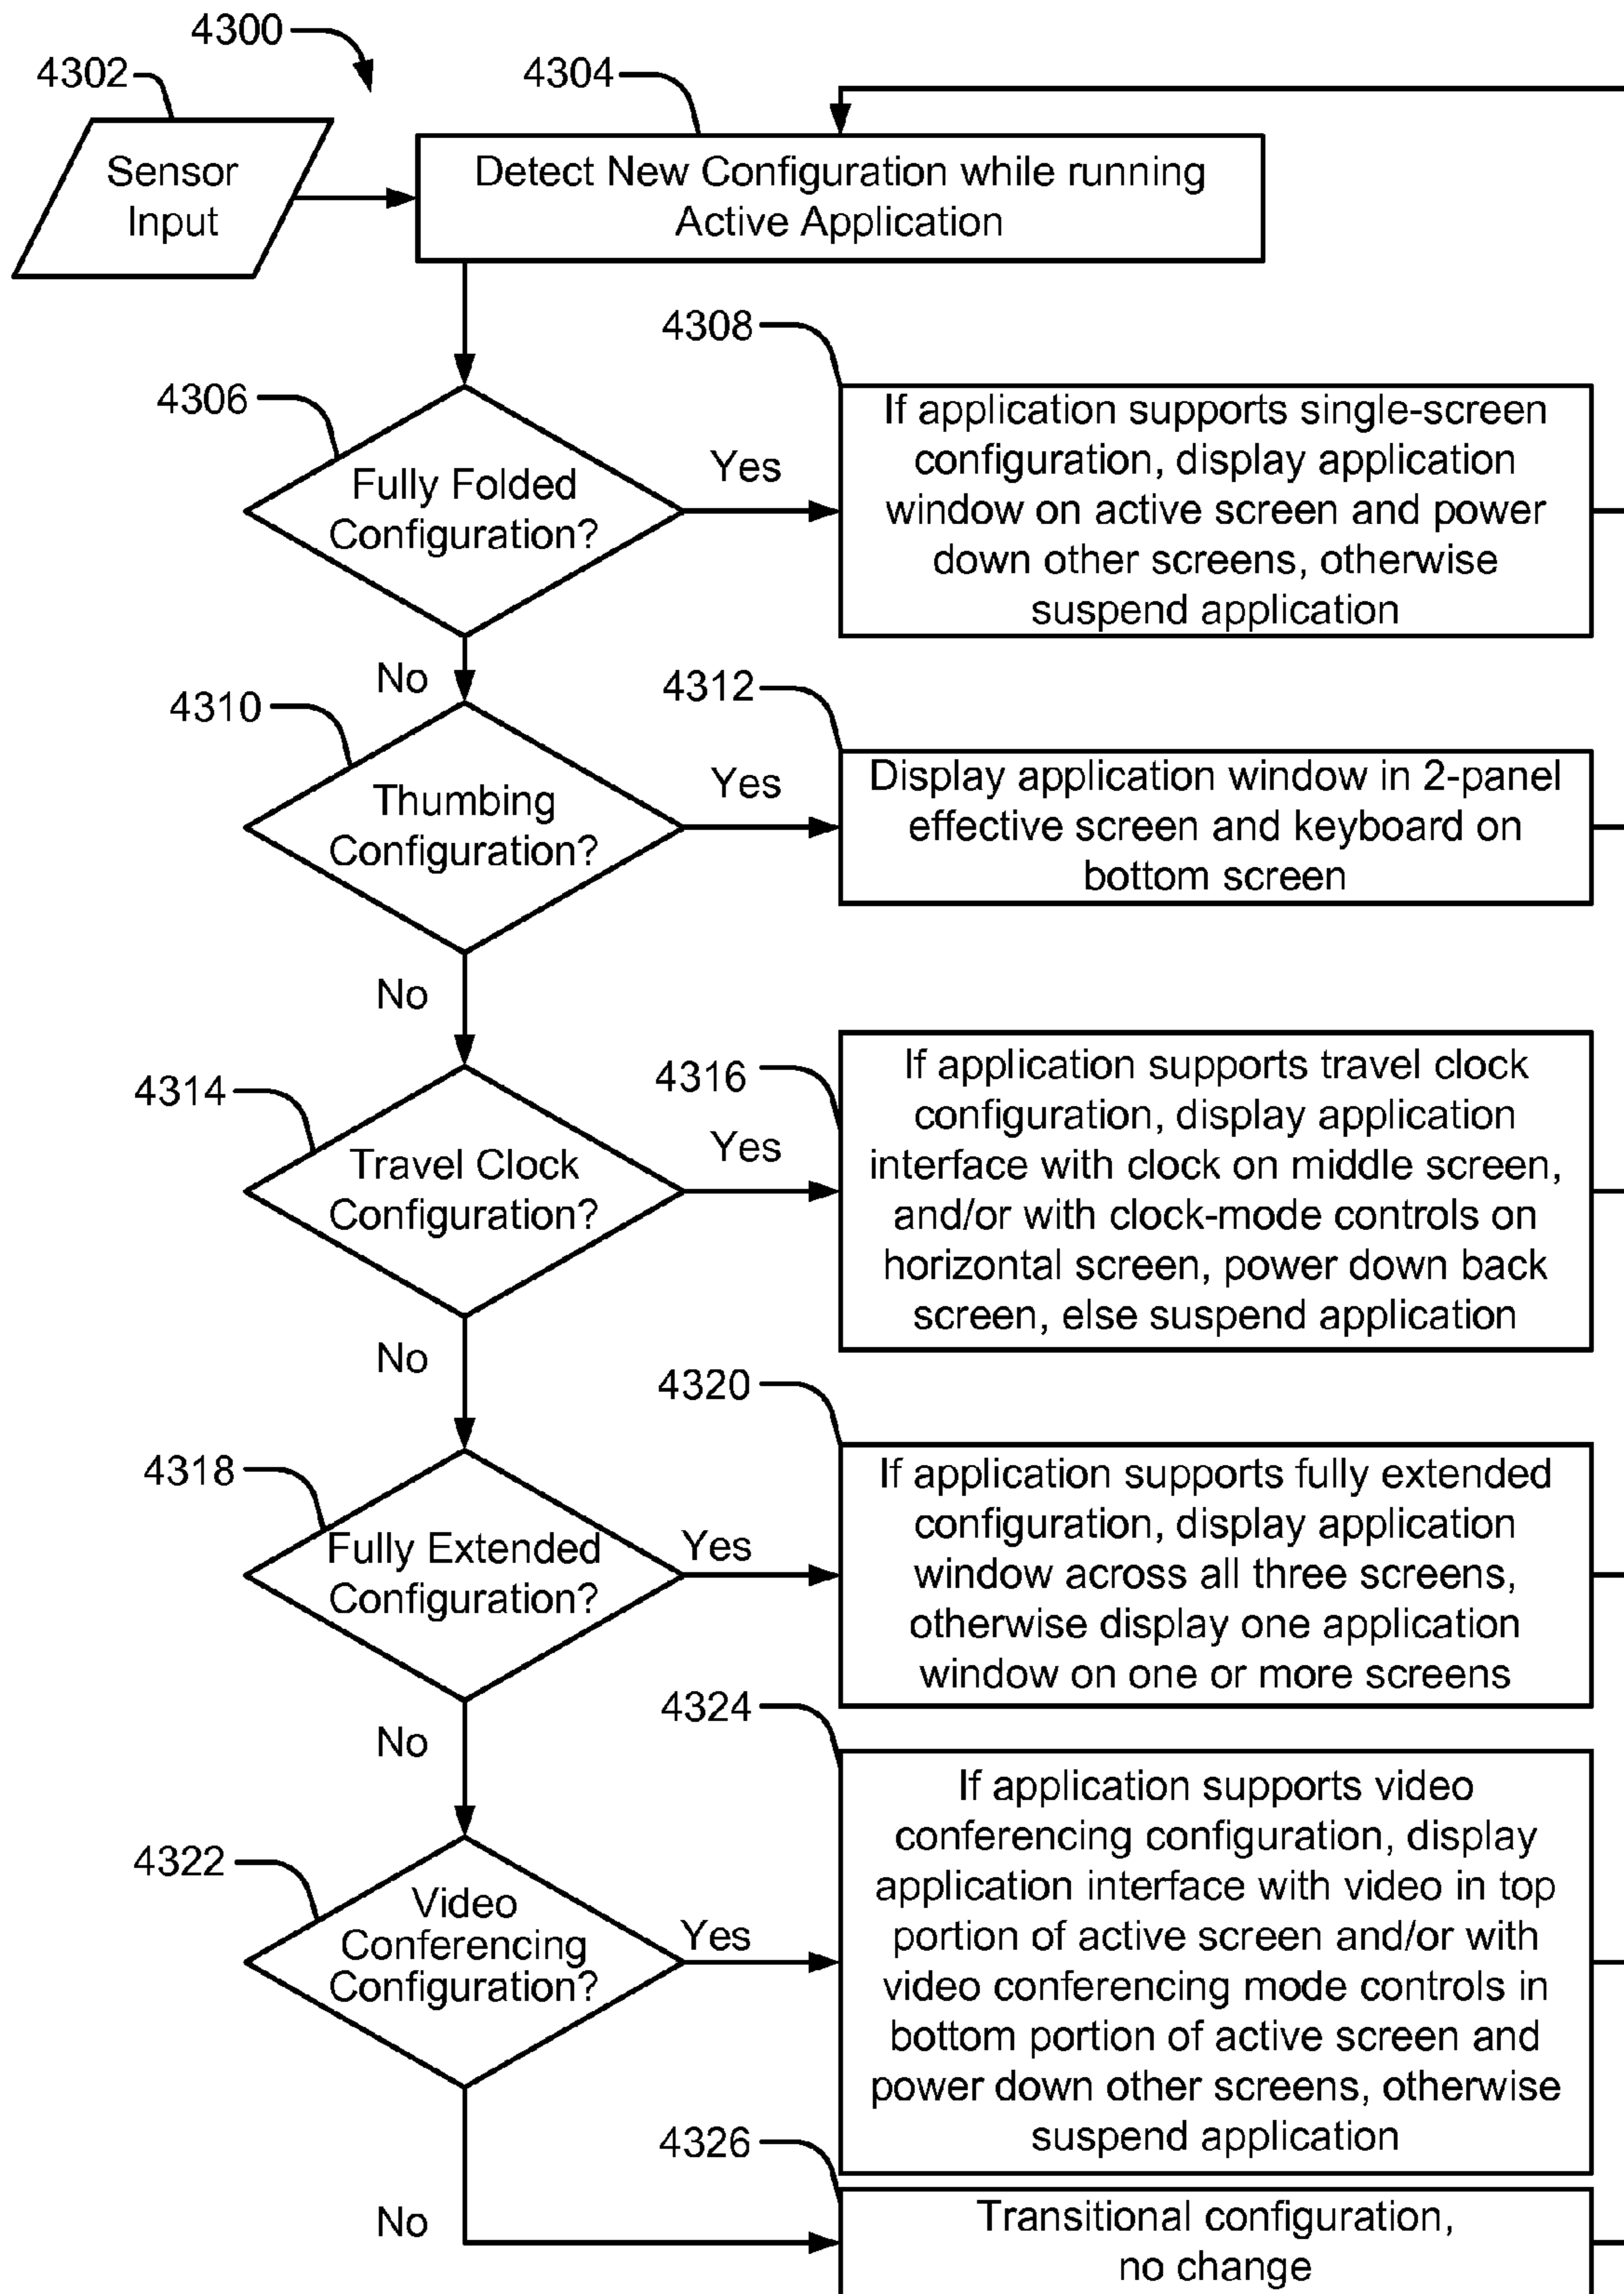 4300
4302
4304
Sensor
Input
Detect New Configuration while running
Active Application
4306
Fully Folded
Configuration?
Yes
4308
If application supports single-screen
configuration, display application
window on active screen and power
down other screens, otherwise
suspend application
No
4310
Thumbing
Configuration?
Yes
4312
Display application window in 2-panel
effective screen and keyboard on
bottom screen
No
4314
Travel Clock
Configuration?
Yes
4316
If application supports travel clock
configuration, display application
interface with clock on middle screen,
and/or with clock-mode controls on
horizontal screen, power down back
screen, else suspend application
No
4318
Fully Extended
Configuration?
Yes
4320
If application supports fully extended
configuration, display application
window across all three screens,
otherwise display one application
window on one or more screens
No
4322
Video
Conferencing
Configuration?
Yes
4324
If application supports video
conferencing configuration, display
application interface with video in top
portion of active screen and/or with
video conferencing mode controls in
bottom portion of active screen and
power down other screens, otherwise
suspend application
No
4326
Transitional configuration,
no change